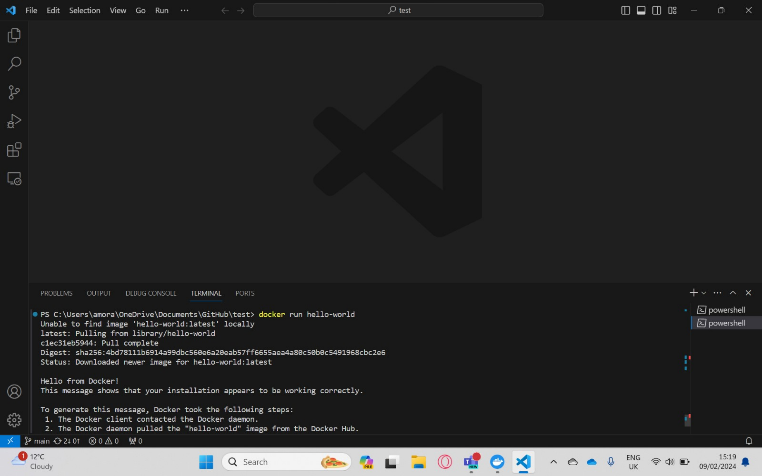 File Edit Selection View Go Run ···
test
PROBLEMS OUTPUT DEBUG CONSOLE TERMINAL PORTS
powershell
powershell
PS C:\Users\amora\OneDrive\Documents\GitHub\test> docker run hello-world
Unable to find image 'hello-world:latest' locally
latest: Pulling from library/hello-world
c1ec31eb5944: Pull complete
Digest: sha256:4bd78111b6914a99dbc560e6a20eab57ff6655aea4a80c50b0c5491968cbc2e6
Status: Downloaded newer image for hello-world:latest
Hello from Docker!
This message shows that your installation appears to be working correctly.
To generate this message, Docker took the following steps:
1. The Docker client contacted the Docker daemon.
2. The Docker daemon pulled the "hello-world" image from the Docker Hub.
main 2↓ 0↑ 0 0 0
1
12°C
Cloudy
Search
ENG
UK
15:19
09/02/2024